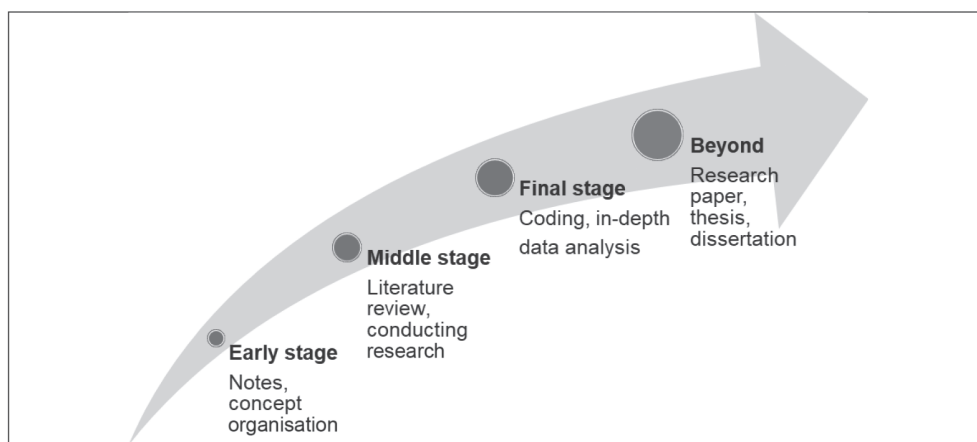 Early stage
Notes,
concept
organisation
Middle stage
Literature
review,
conducting
research
Final stage
Coding, in-depth
data analysis
Beyond
Research
paper,
thesis,
dissertation